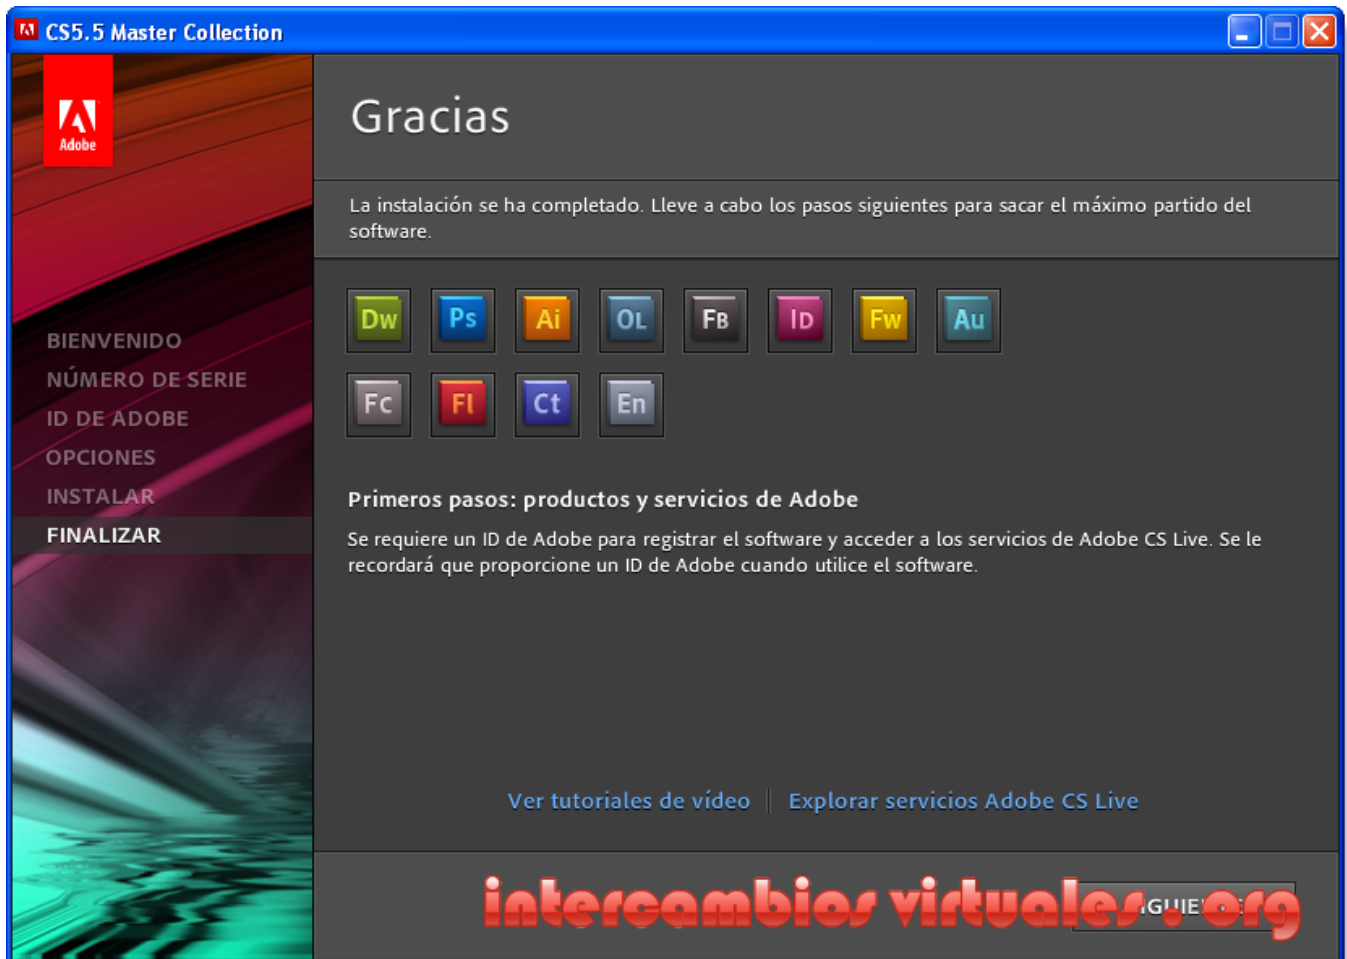 CS5.5 Master Collection
Adobe
Gracias
La instalación se ha completado. Lleve a cabo los pasos siguientes para sacar el máximo partido del
software.
Dw Ps Ai OL FB ID Fw Au
Fc Fl Ct En
BIENVENIDO
NÚMERO DE SERIE
ID DE ADOBE
OPCIONES
INSTALAR
FINALIZAR
Primeros pasos: productos y servicios de Adobe
Se requiere un ID de Adobe para registrar el software y acceder a los servicios de Adobe CS Live. Se le
recordará que proporcione un ID de Adobe cuando utilice el software.
Ver tutoriales de vídeo | Explorar servicios Adobe CS Live
intercambios virtuales.org